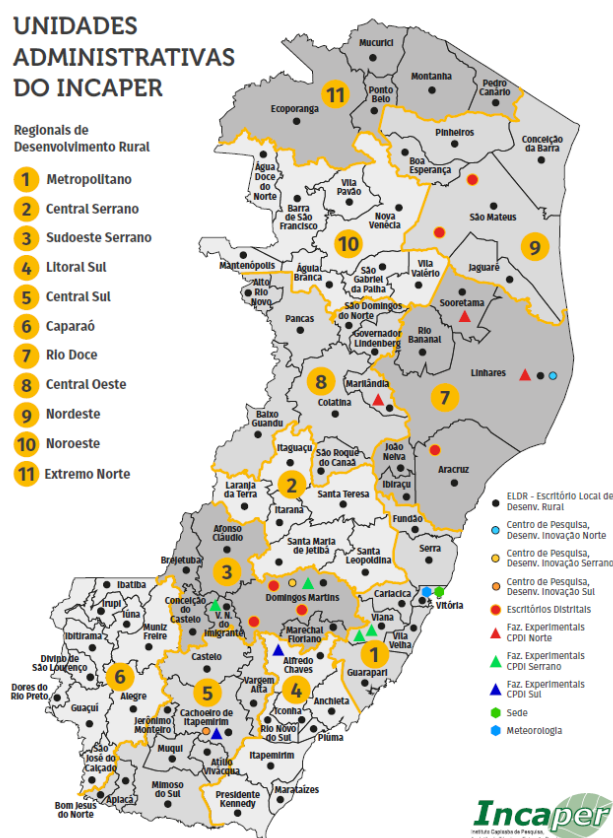 UNIDADES
ADMINISTRATIVAS
DO INCAPER
Regionais de
Desenvolvimento Rural
1 Metropolitano
2 Central Serrano
3 Sudoeste Serrano
4 Litoral Sul
5 Central Sul
6 Caparaó
7 Rio Doce
8 Central Oeste
9 Nordeste
10 Noroeste
11 Extremo Norte
Mucurici
Montanha
Pedro
Canário
Ponto
Belo
11
Ecoporanga
Pinheiros
Conceição
da Barra
Boa
Esperança
Água
Doce
do
Norte
Vila
Pavão
Barra
de São
Francisco
Nova
Venécia
São Mateus
10
9
Mantenópolis
Águia
Branca
São
Gabriel
da Palha
Vila
Valério
Jaguaré
Alto
Rio
Novo
Sooretama
São Domingos
do Norte
Pancas
Governador
Lindenberg
Rio
Bananal
Linhares
8
Marilândia
7
Colatina
Baixo
Guandu
Itaguaçu
São Roque
do Canaã
João
Neiva
Aracruz
Ibiraçu
2
Laranja
da Terra
Santa Teresa
Itarana
Fundão
Afonso
Cláudio
Santa Maria
de Jetibá
Santa
Leopoldina
Serra
Brejetuba
3
Ibatiba
Conceição
do
Castelo
V. N.
do
Imigrante
Domingos Martins
Cariacica
Vitória
Irupi
Iúna
Muniz
Freire
Viana
Marechal
Floriano
Vila
Velha
Ibitirama
1
Castelo
Alfredo
Chaves
Guarapari
Divino de
São Lourenço
6
5
Vargem
Alta
4
Dores do
Rio Preto
Alegre
Anchieta
Guaçuí
Cachoeiro de
Itapemirim
Iconha
Jerônimo
Monteiro
Rio Novo
do Sul
Piúma
São
José do
Calçado
Muqui
Atílio
Vivacqua
Itapemirim
Mimoso
do Sul
Apiacá
Bom Jesus
do Norte
Presidente
Kennedy
Marataízes
ELDR - Escritório Local de
Desenv. Rural
Centro de Pesquisa,
Desenv. Inovação Norte
Centro de Pesquisa,
Desenv. Inovação Serrano
Centro de Pesquisa,
Desenv. Inovação Sul
Escritórios Distritais
Faz. Experimentais
CPDI Norte
Faz. Experimentais
CPDI Serrano
Faz. Experimentais
CPDI Sul
Sede
Meteorologia
Incaper
Instituto Capixaba de Pesquisa,